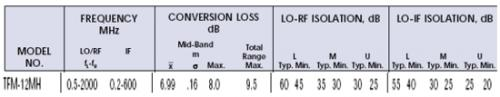 FREQUENCY CONVERSION LOSS LO-RF ISOLATION, dB LO-IF ISOLATION, dB
MHz dB
MODEL LO/RF IF Mid-Band Total L M U L M U
NO. fL-fU m Range
x̄ σ Max. Max. Typ. Min. Typ. Min. Typ. Min. Typ. Min. Typ. Min. Typ. Min.
TFM-12MH 0.5-2000 0.2-600 6.99 .16 8.0 9.5 60 45 35 30 30 25 55 40 30 25 25 20